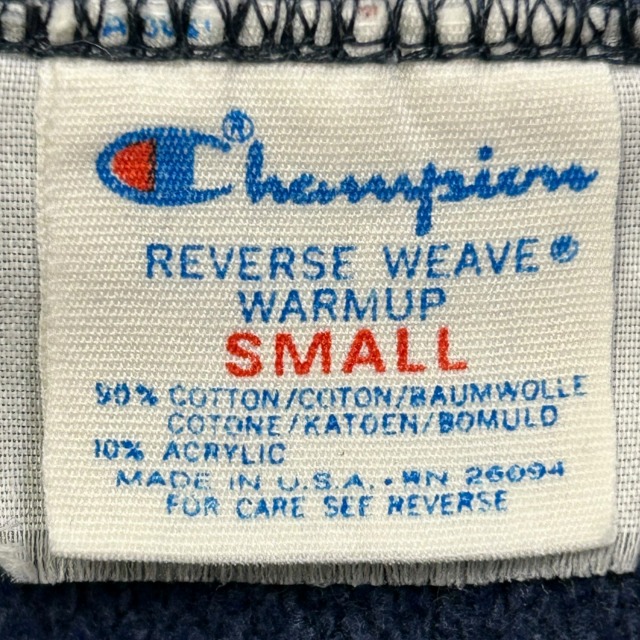 Champion®
REVERSE WEAVE®
WARMUP
SMALL
90% COTTON/COTON/BAUMWOLLE
COTONE/KATOEN/BOMULD
10% ACRYLIC
MADE IN U.S.A. • RN 26094
FOR CARE SEE REVERSE